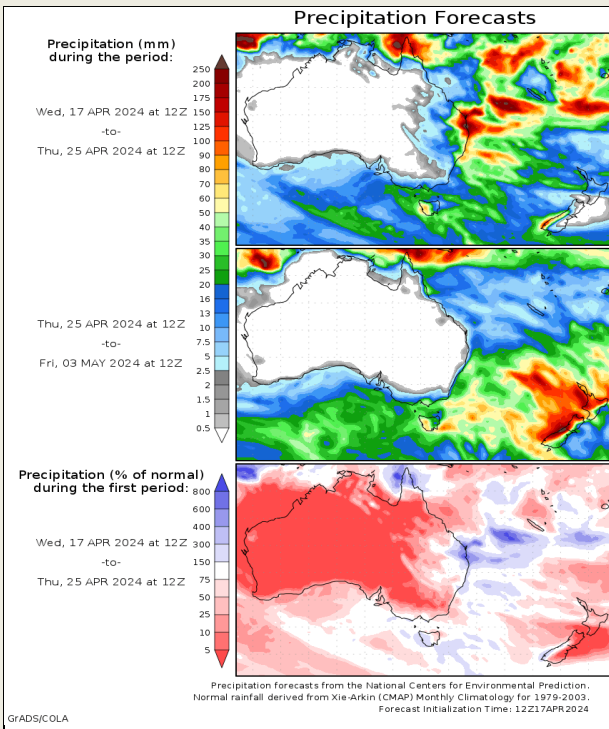 Precipitation Forecasts
Precipitation (mm)
during the period:
Wed, 17 APR 2024 at 12Z
-to-
Thu, 25 APR 2024 at 12Z
250
200
175
150
125
100
90
80
70
60
50
40
35
30
25
20
16
13
10
7.5
5
2.5
2
1.5
1
0.5
Thu, 25 APR 2024 at 12Z
-to-
Fri, 03 MAY 2024 at 12Z
Precipitation (% of normal)
during the first period:
Wed, 17 APR 2024 at 12Z
-to-
Thu, 25 APR 2024 at 12Z
800
600
400
300
150
75
50
25
10
5
Precipitation forecasts from the National Centers for Environmental Prediction.
Normal rainfall derived from Xie-Arkin (CMAP) Monthly Climatology for 1979-2003.
Forecast Initialization Time: 12Z17APR2024
GrADS/COLA